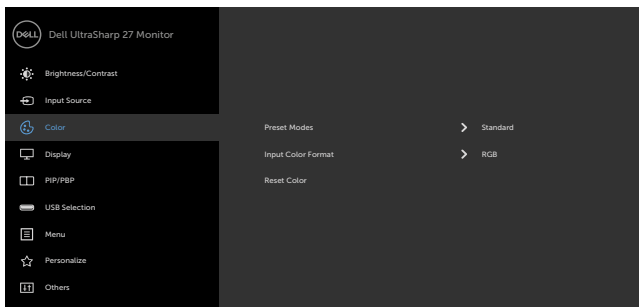 DELL Dell UltraSharp 27 Monitor
Brightness/Contrast
Input Source
Color Preset Modes Standard
Display Input Color Format RGB
PIP/PBP Reset Color
USB Selection
Menu
Personalize
Others